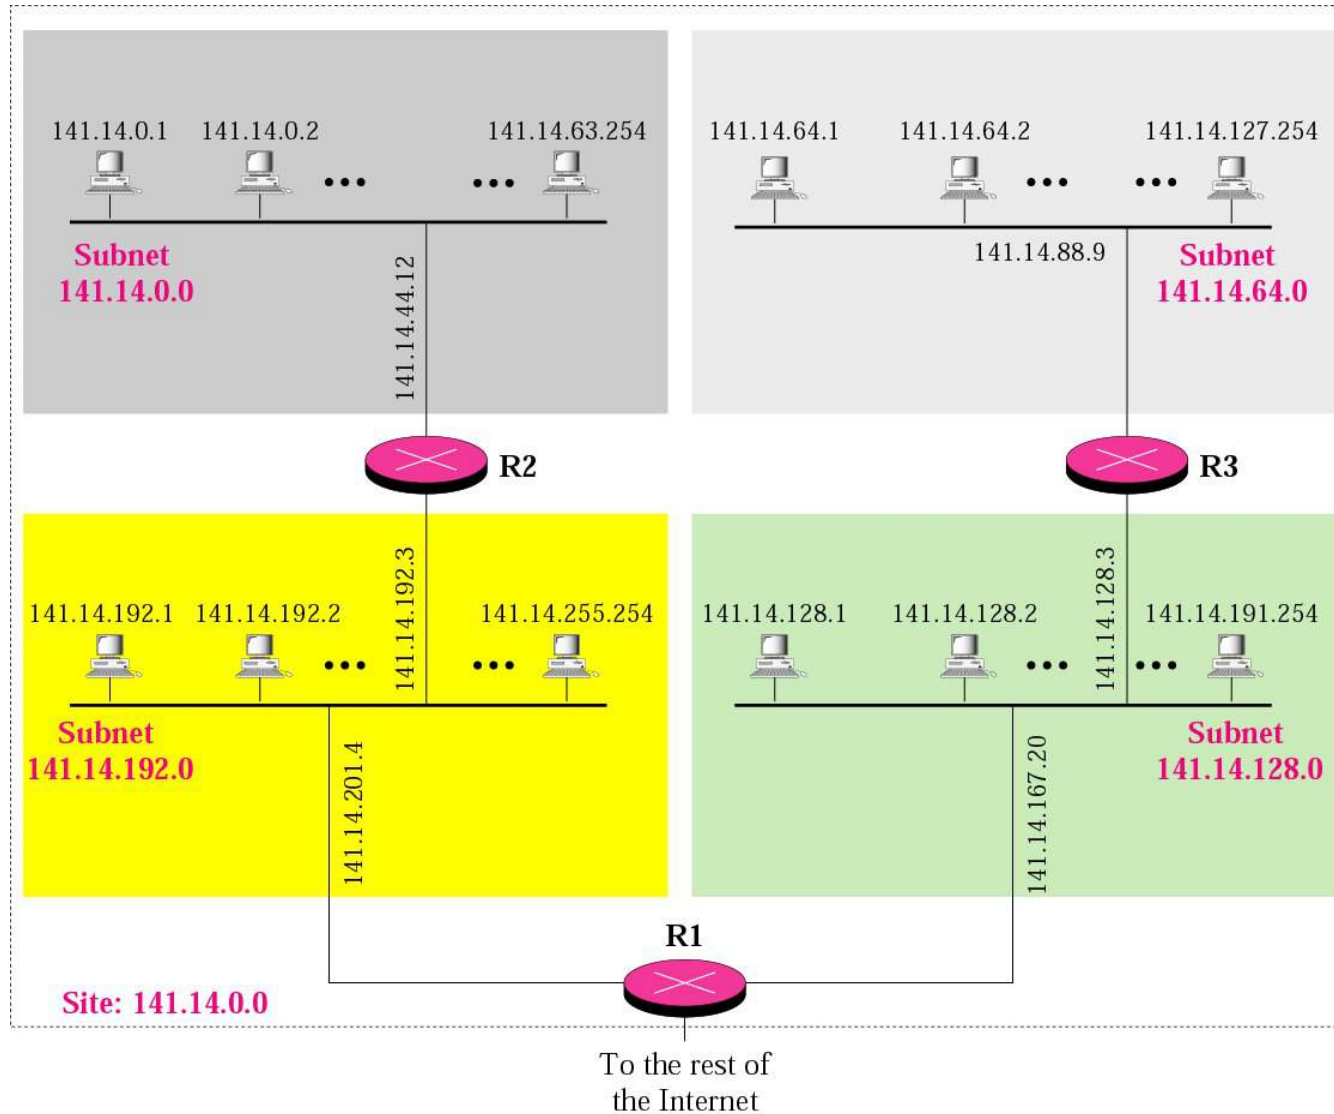 141.14.0.1
141.14.0.2
141.14.63.254
Subnet
141.14.0.0
141.14.44.12
141.14.64.1
141.14.64.2
141.14.127.254
141.14.88.9
Subnet
141.14.64.0
R2
R3
141.14.192.1
141.14.192.2
141.14.192.3
141.14.255.254
Subnet
141.14.192.0
141.14.201.4
141.14.128.1
141.14.128.2
141.14.128.3
141.14.191.254
Subnet
141.14.128.0
141.14.167.20
R1
Site: 141.14.0.0
To the rest of
the Internet